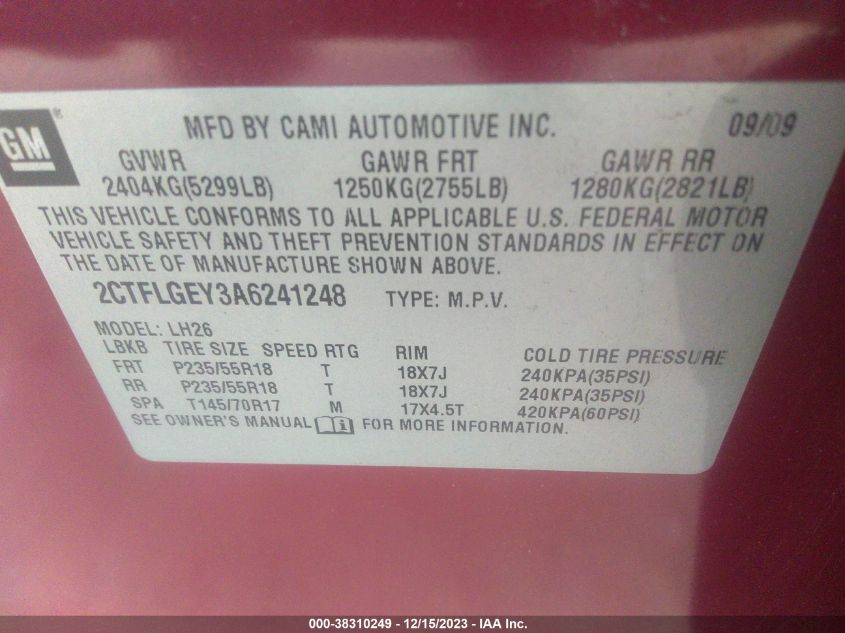 GM®
MFD BY CAMI AUTOMOTIVE INC. 09/09
GVWR GAWR FRT GAWR RR
2404KG(5299LB) 1250KG(2755LB) 1280KG(2821LB)
THIS VEHICLE CONFORMS TO ALL APPLICABLE U.S. FEDERAL MOTOR
VEHICLE SAFETY AND THEFT PREVENTION STANDARDS IN EFFECT ON
THE DATE OF MANUFACTURE SHOWN ABOVE.
2CTFLGEY3A6241248 TYPE: M.P.V.
MODEL: LH26
LBKB TIRE SIZE SPEED RTG RIM COLD TIRE PRESSURE
FRT P235/55R18 T 18X7J 240KPA(35PSI)
RR P235/55R18 T 18X7J 240KPA(35PSI)
SPA T145/70R17 M 17X4.5T 420KPA(60PSI)
SEE OWNER'S MANUAL FOR MORE INFORMATION.
000-38310249 - 12/15/2023 - IAA Inc.